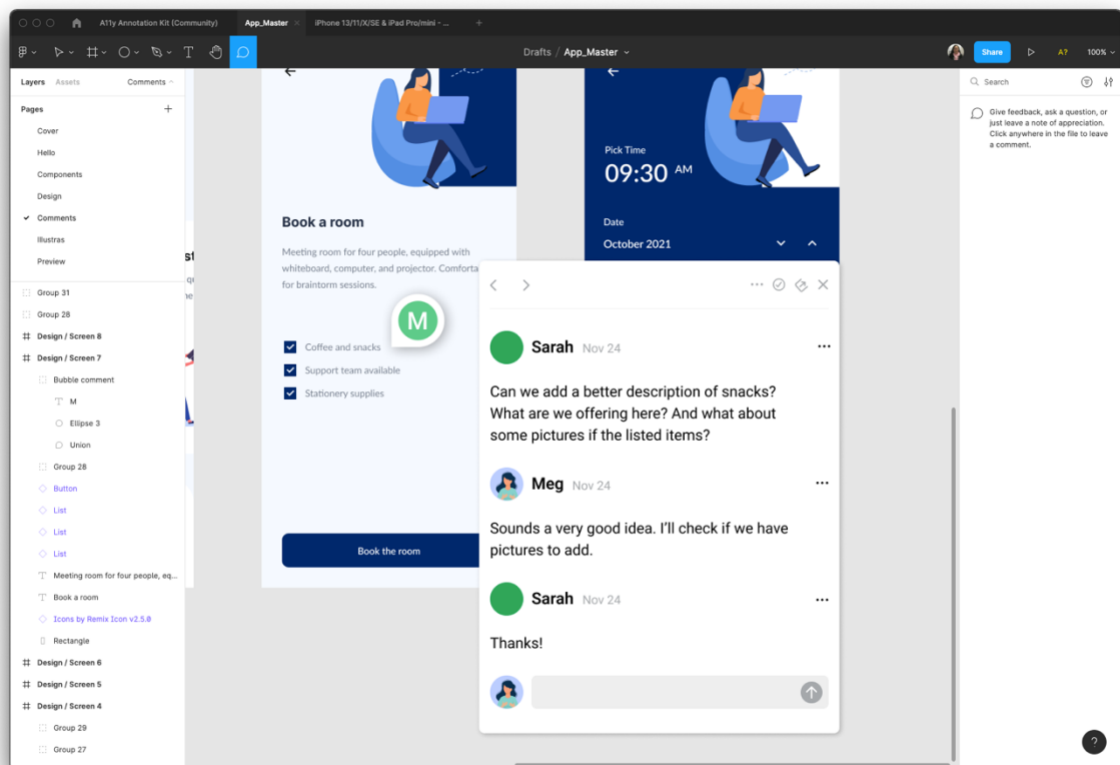 A11y Annotation Kit (Community)
App_Master
iPhone 13/11/X/SE & iPad Pro/mini - ...
Drafts / App_Master
Share
A?
100%
Layers
Assets
Comments
Pages
Cover
Hello
Components
Design
Comments
Illustras
Preview
Group 31
Group 28
Design / Screen 8
Design / Screen 7
Bubble comment
M
Ellipse 3
Union
Group 28
Button
List
List
List
Meeting room for four people, eq...
Book a room
Icons by Remix Icon v2.5.0
Rectangle
Design / Screen 6
Design / Screen 5
Design / Screen 4
Group 29
Group 27
Book a room
Meeting room for four people, equipped with
whiteboard, computer, and projector. Comforta
for braintorm sessions.
M
Coffee and snacks
Support team available
Stationery supplies
Book the room
Pick Time
09:30 AM
Date
October 2021
Sarah Nov 24
Can we add a better description of snacks?
What are we offering here? And what about
some pictures if the listed items?
Meg Nov 24
Sounds a very good idea. I'll check if we have
pictures to add.
Sarah Nov 24
Thanks!
Search
Give feedback, ask a question, or
just leave a note of appreciation.
Click anywhere in the file to leave
a comment.
?